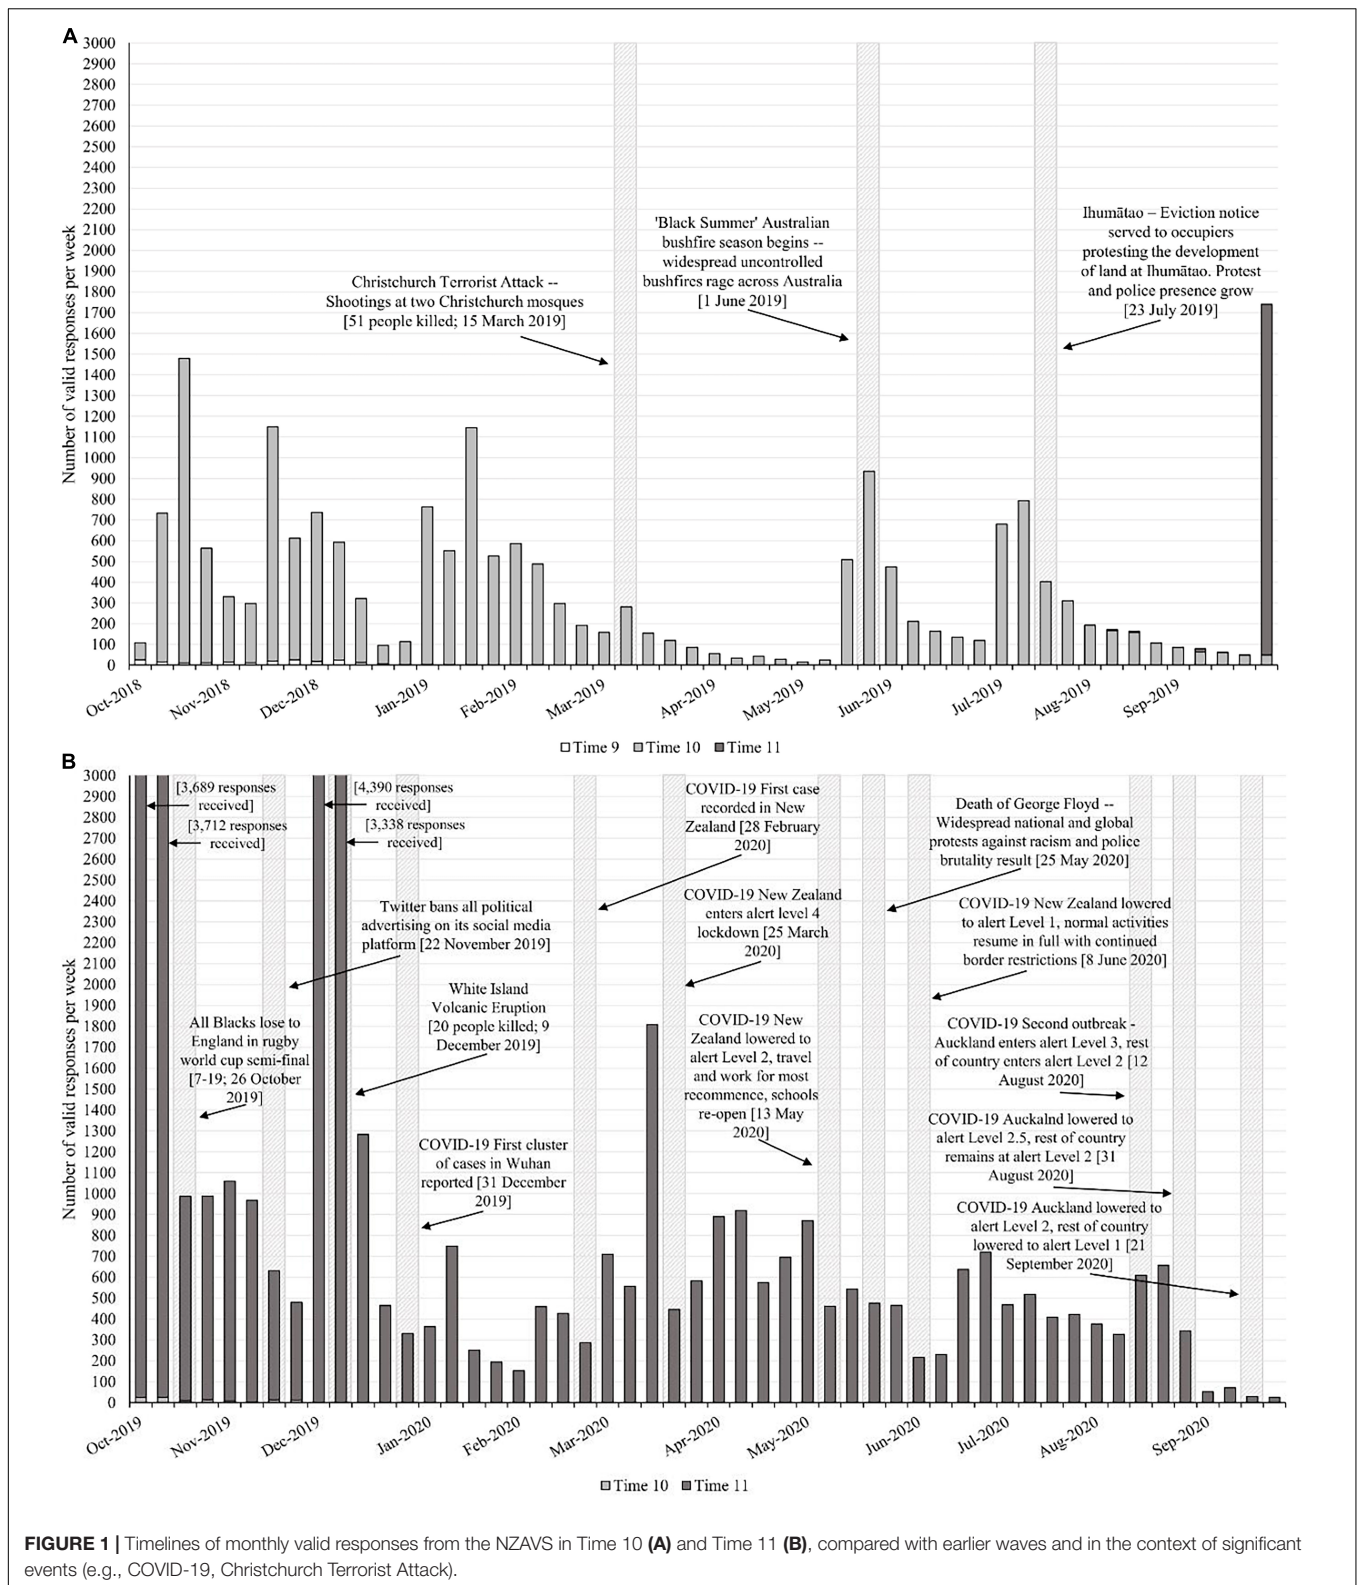 A
3000
2900
2800
2700
2600
2500
2400
2300
2200
2100
2000
1900
1800
1700
1600
1500
1400
1300
1200
1100
1000
900
800
700
600
500
400
300
200
100
0
Number of valid responses per week
Christchurch Terrorist Attack --
Shootings at two Christchurch mosques
[51 people killed; 15 March 2019]
'Black Summer' Australian
bushfire season begins --
widespread uncontrolled
bushfires rage across Australia
[1 June 2019]
Ihumātao – Eviction notice
served to occupiers
protesting the development
of land at Ihumātao. Protest
and police presence grow
[23 July 2019]
Oct-2018
Nov-2018
Dec-2018
Jan-2019
Feb-2019
Mar-2019
Apr-2019
May-2019
Jun-2019
Jul-2019
Aug-2019
Sep-2019
Time 9 Time 10 Time 11
B
3000
2900
2800
2700
2600
2500
2400
2300
2200
2100
2000
1900
1800
1700
1600
1500
1400
1300
1200
1100
1000
900
800
700
600
500
400
300
200
100
0
Number of valid responses per week
[3,689 responses
received]
[3,712 responses
received]
[4,390 responses
received]
[3,338 responses
received]
Twitter bans all political
advertising on its social media
platform [22 November 2019]
All Blacks lose to
England in rugby
world cup semi-final
[7-19; 26 October
2019]
White Island
Volcanic Eruption
[20 people killed; 9
December 2019]
COVID-19 First cluster
of cases in Wuhan
reported [31 December
2019]
COVID-19 First case
recorded in New
Zealand [28 February
2020]
COVID-19 New Zealand
enters alert level 4
lockdown [25 March
2020]
COVID-19 New
Zealand lowered to
alert Level 2, travel
and work for most
recommence, schools
re-open [13 May
2020]
Death of George Floyd --
Widespread national and global
protests against racism and police
brutality result [25 May 2020]
COVID-19 New Zealand lowered
to alert Level 1, normal activities
resume in full with continued
border restrictions [8 June 2020]
COVID-19 Second outbreak -
Auckland enters alert Level 3, rest
of country enters alert Level 2 [12
August 2020]
COVID-19 Auckalnd lowered to
alert Level 2.5, rest of country
remains at alert Level 2 [31
August 2020]
COVID-19 Auckland lowered to
alert Level 2, rest of country
lowered to alert Level 1 [21
September 2020]
Oct-2019
Nov-2019
Dec-2019
Jan-2020
Feb-2020
Mar-2020
Apr-2020
May-2020
Jun-2020
Jul-2020
Aug-2020
Sep-2020
Time 10 Time 11
FIGURE 1 | Timelines of monthly valid responses from the NZAVS in Time 10 (A) and Time 11 (B), compared with earlier waves and in the context of significant
events (e.g., COVID-19, Christchurch Terrorist Attack).